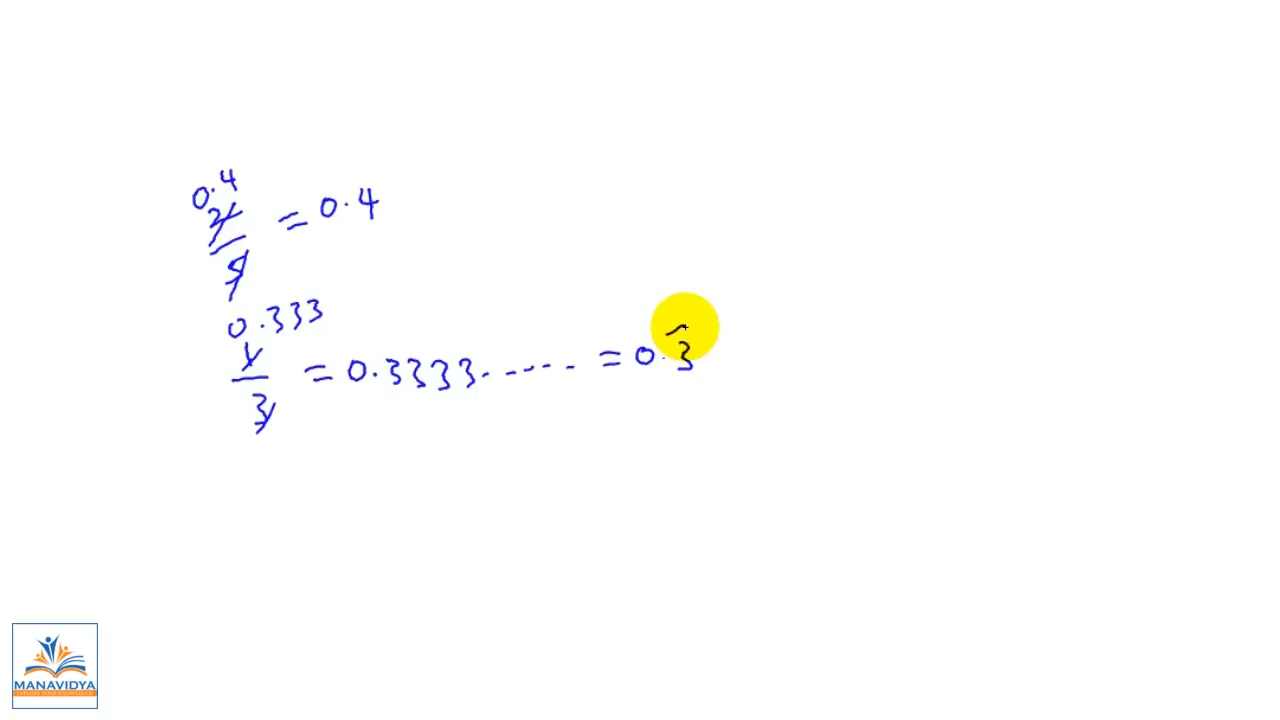 0.4
2/5 = 0.4
0.333
1/3 = 0.3333....... = 0.3̅
MANAVIDYA